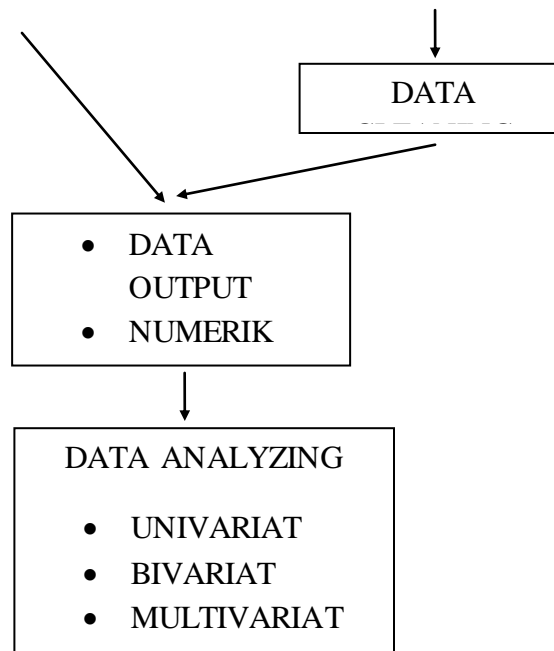 DATA
• DATA
OUTPUT
• NUMERIK
DATA ANALYZING
• UNIVARIAT
• BIVARIAT
• MULTIVARIAT